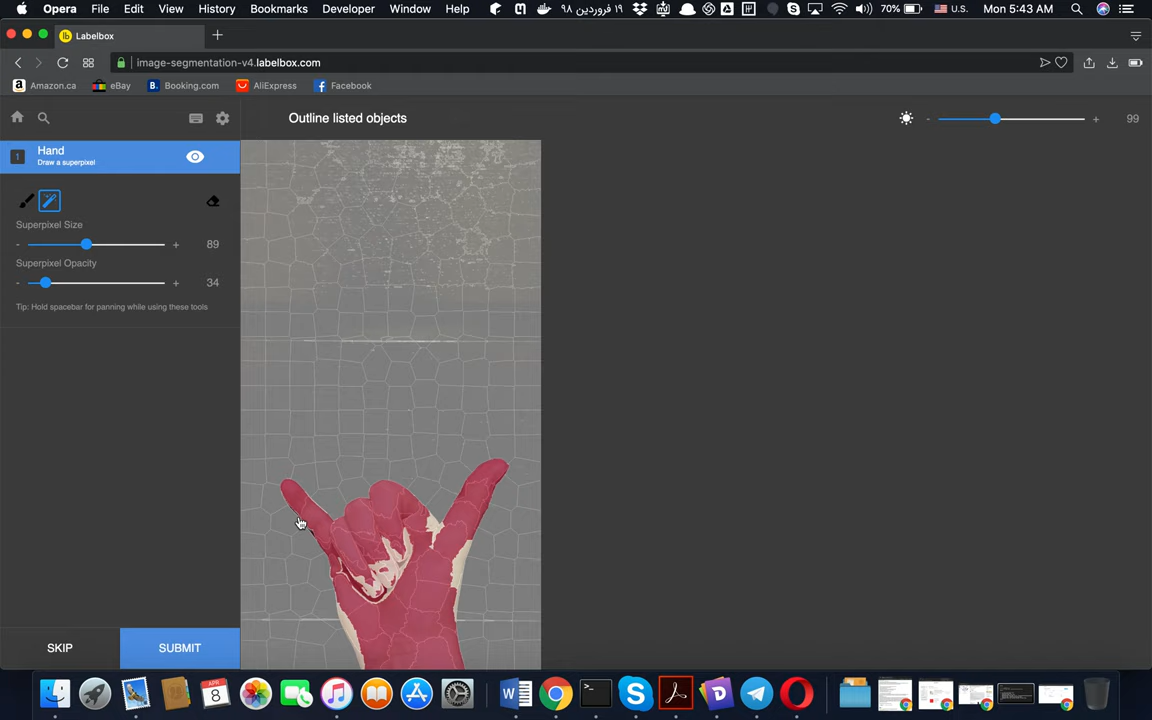 Opera File Edit View History Bookmarks Developer Window Help ۱۹ فروردین ۹۸ 70% U.S. Mon 5:43 AM
Labelbox
image-segmentation-v4.labelbox.com
Amazon.ca eBay Booking.com AliExpress Facebook
Outline listed objects - + 99
1 Hand
Draw a superpixel
Superpixel Size
- + 89
Superpixel Opacity
- + 34
Tip: Hold spacebar for panning while using these tools
SKIP SUBMIT
APR
8